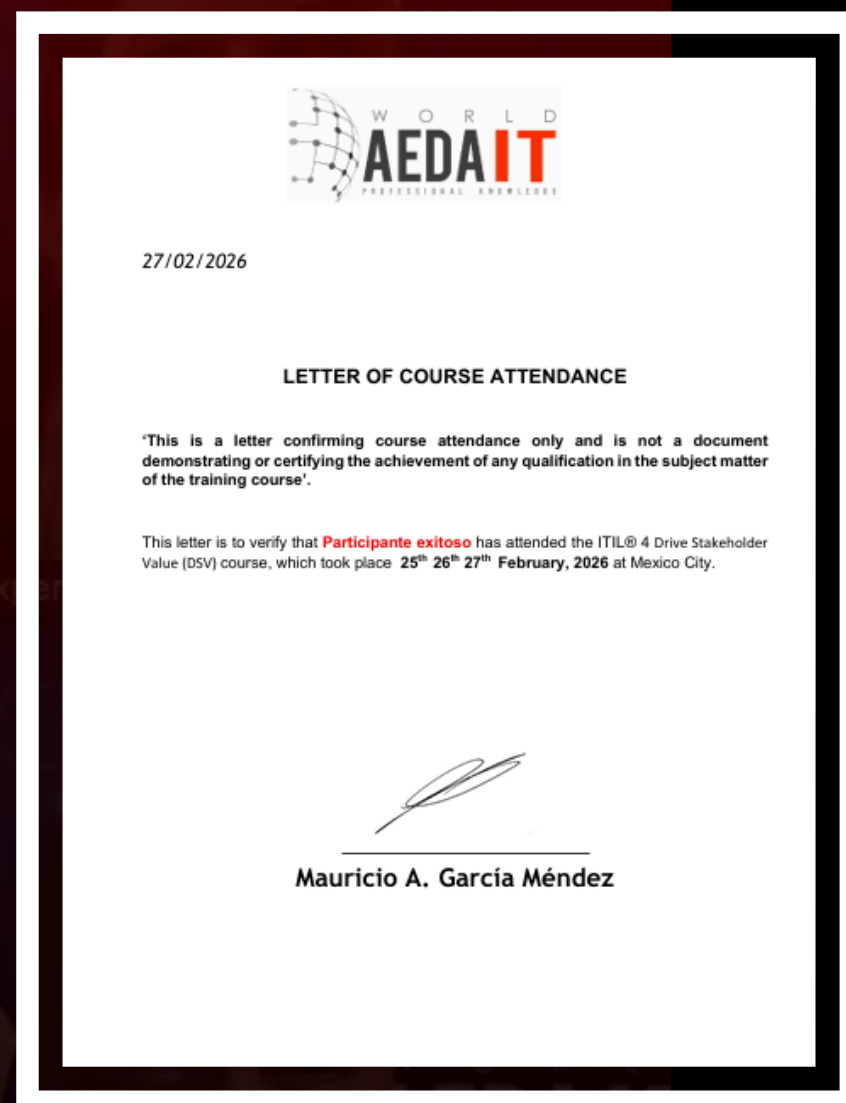 WORLD
AEDAIT
PROFESSIONAL KNOWLEDGE
27/02/2026
LETTER OF COURSE ATTENDANCE
‘This is a letter confirming course attendance only and is not a document
demonstrating or certifying the achievement of any qualification in the subject matter
of the training course'.
This letter is to verify that Participante exitoso has attended the ITIL® 4 Drive Stakeholder
Value (DSV) course, which took place 25th 26th 27th February, 2026 at Mexico City.
Mauricio A. García Méndez